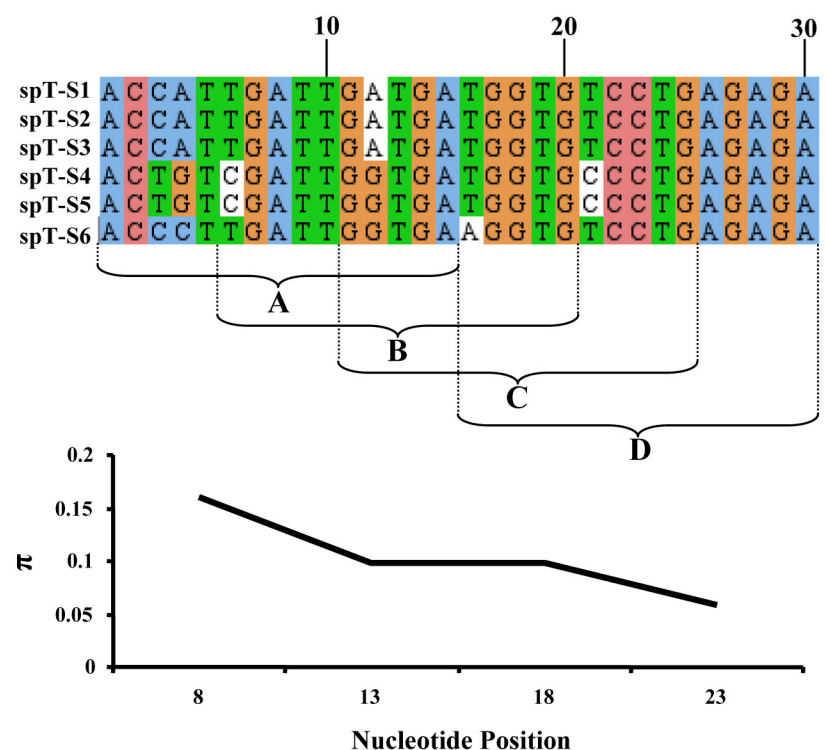 10 20 30
spT-S1 ACCATTGATTGATGATGGTGTCCTGAGAGA
spT-S2 ACCATTGATTGATGATGGTGTCCTGAGAGA
spT-S3 ACCATTGATTGATGATGGTGTCCTGAGAGA
spT-S4 ACTGTCGATTGGTGATGGTGCCCTGAGAGA
spT-S5 ACTGTCGATTGGTGATGGTGCCCTGAGAGA
spT-S6 ACCCTTGATTGGTGAAGGTGTCCTGAGAGA
A
B
C
D
0.2
0.15
0.1
0.05
0
π
8 13 18 23
Nucleotide Position